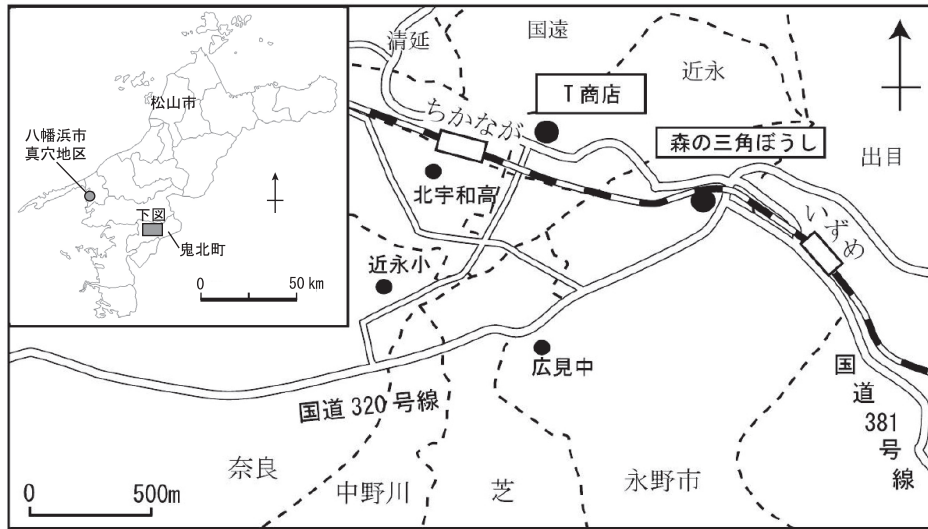 松山市
八幡浜市
真穴地区
下図
鬼北町
0 50 km
清延
国遠
近永
T 商店
ちかなが
森の三角ぼうし
出目
北宇和高
いずめ
近永小
広見中
国道 320 号線
国道 381 号線
奈良
中野川
芝
永野市
0 500m